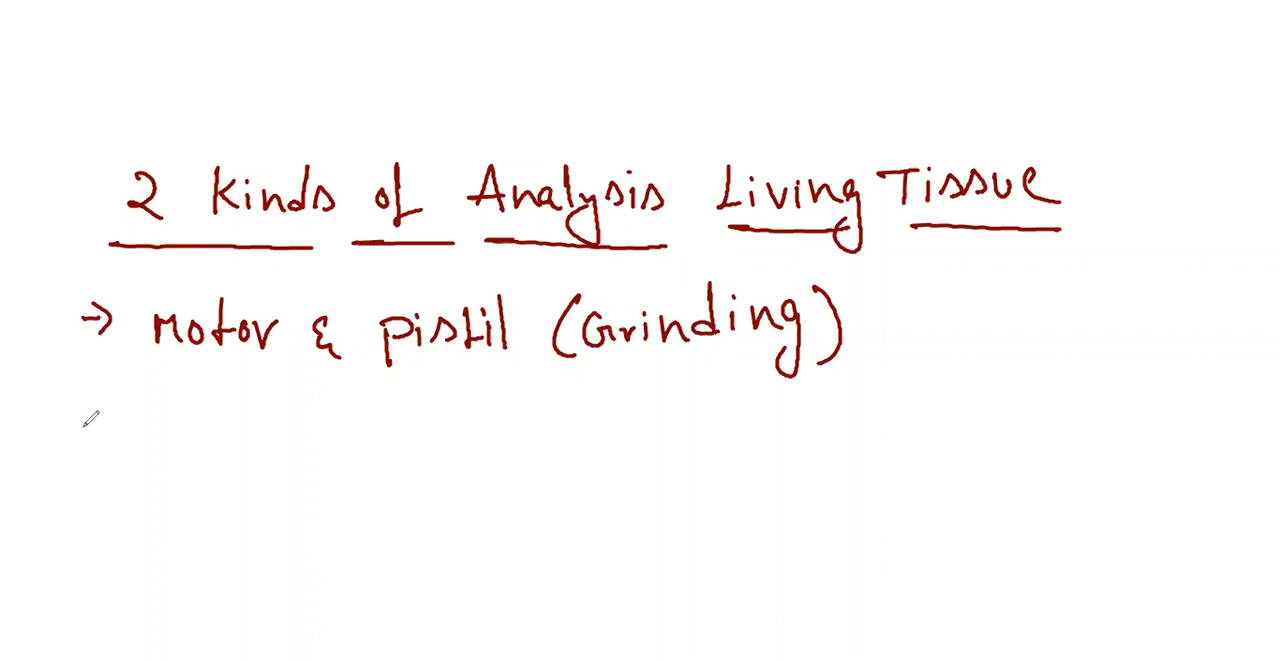 2 Kinds of Analysis Living Tissue
→ Motor & Pistil (Grinding)